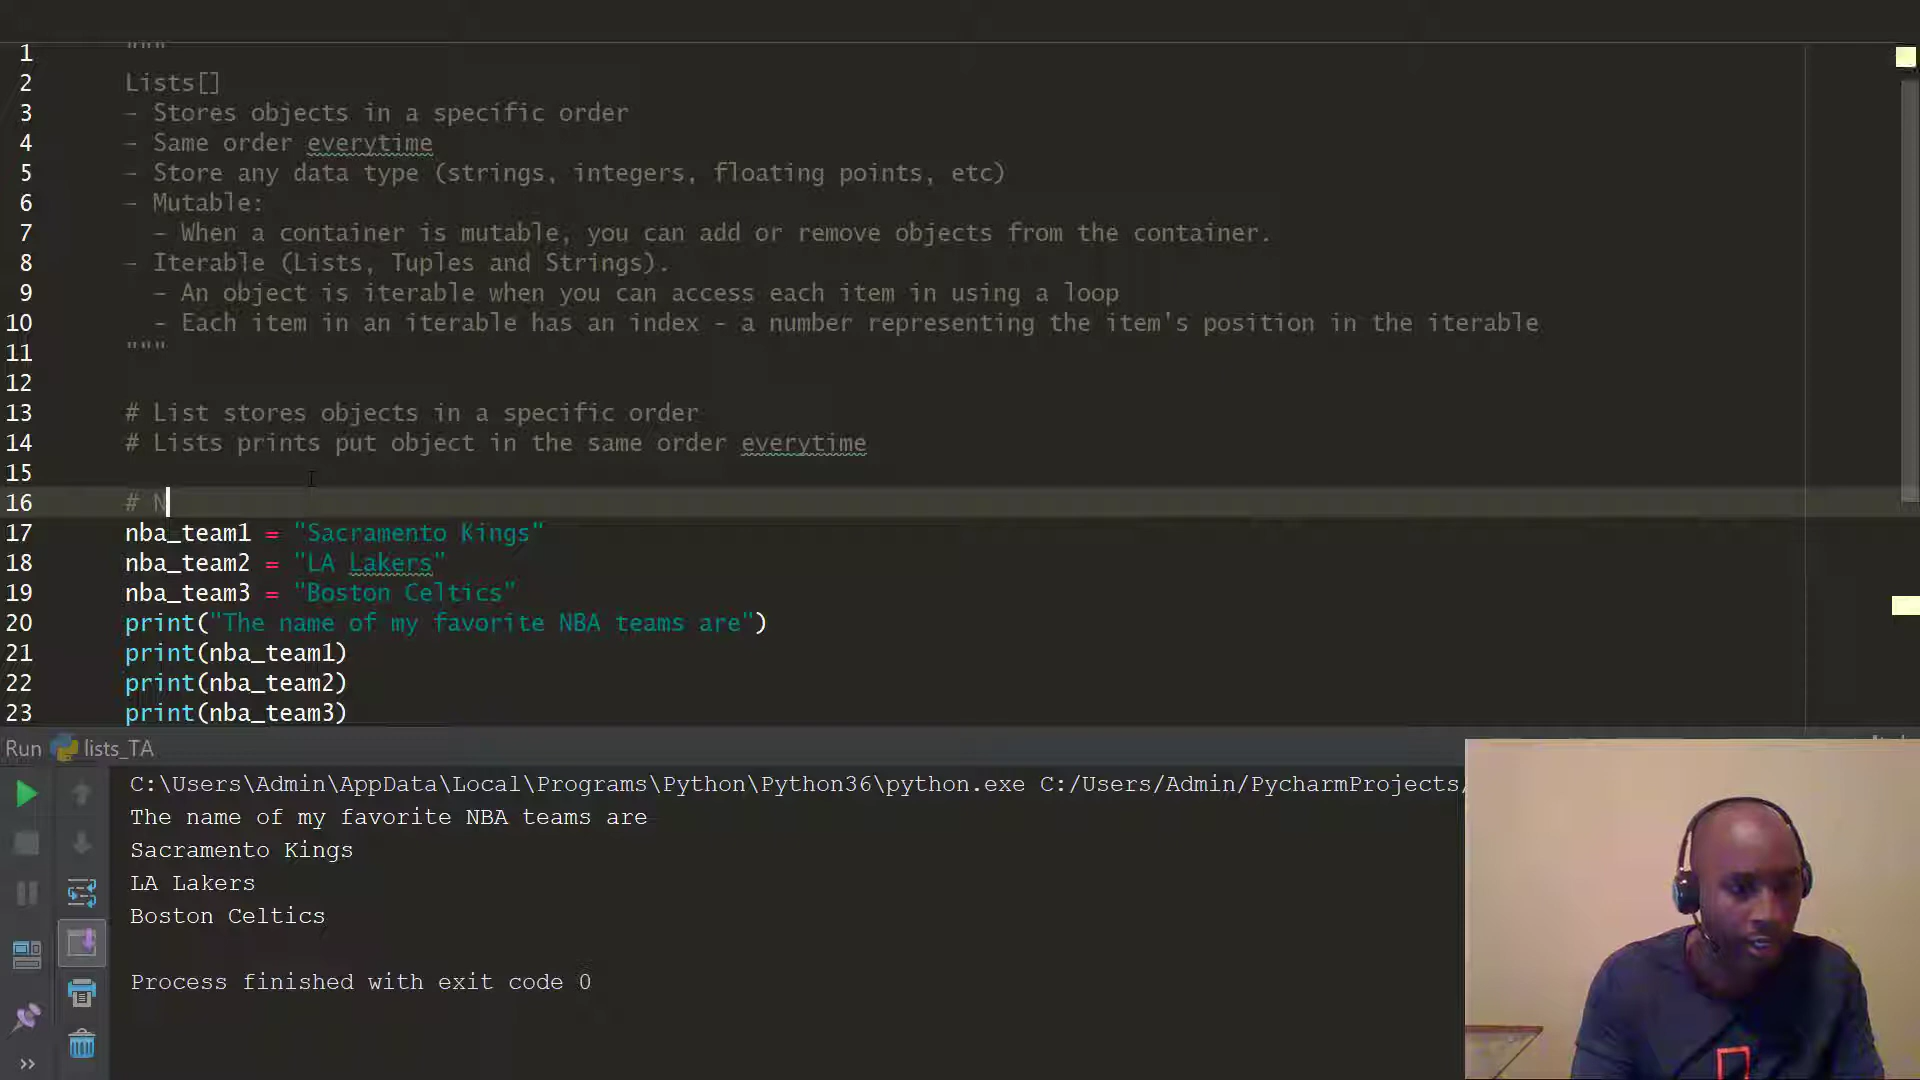 1 """
2 Lists[]
3 - Stores objects in a specific order
4 - Same order everytime
5 - Store any data type (strings, integers, floating points, etc)
6 - Mutable:
7 - When a container is mutable, you can add or remove objects from the container.
8 - Iterable (Lists, Tuples and Strings).
9 - An object is iterable when you can access each item in using a loop
10 - Each item in an iterable has an index - a number representing the item's position in the iterable
11 """
12
13 # List stores objects in a specific order
14 # Lists prints put object in the same order everytime
15
16 # N
17 nba_team1 = "Sacramento Kings"
18 nba_team2 = "LA Lakers"
19 nba_team3 = "Boston Celtics"
20 print("The name of my favorite NBA teams are")
21 print(nba_team1)
22 print(nba_team2)
23 print(nba_team3)
Run lists_TA
C:\Users\Admin\AppData\Local\Programs\Python\Python36\python.exe C:/Users/Admin/PycharmProjects/
The name of my favorite NBA teams are
Sacramento Kings
LA Lakers
Boston Celtics
Process finished with exit code 0